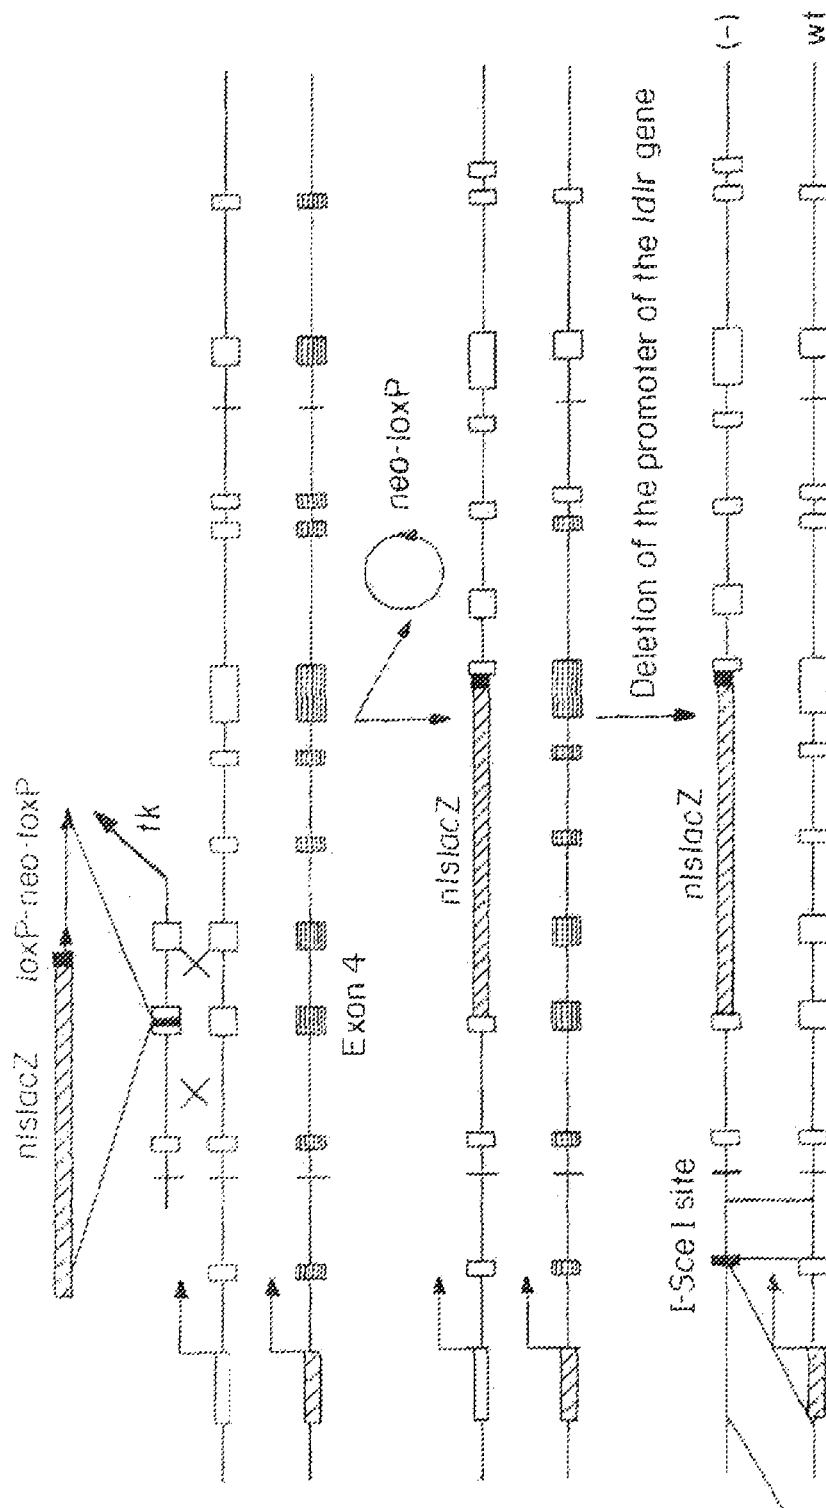 nlslacZ loxP-neo-loxP
tk
Exon 4
neo-loxP
nlslacZ
Deletion of the promoter of the ldlr gene
I-Sce I site
nlslacZ
(-)
wt